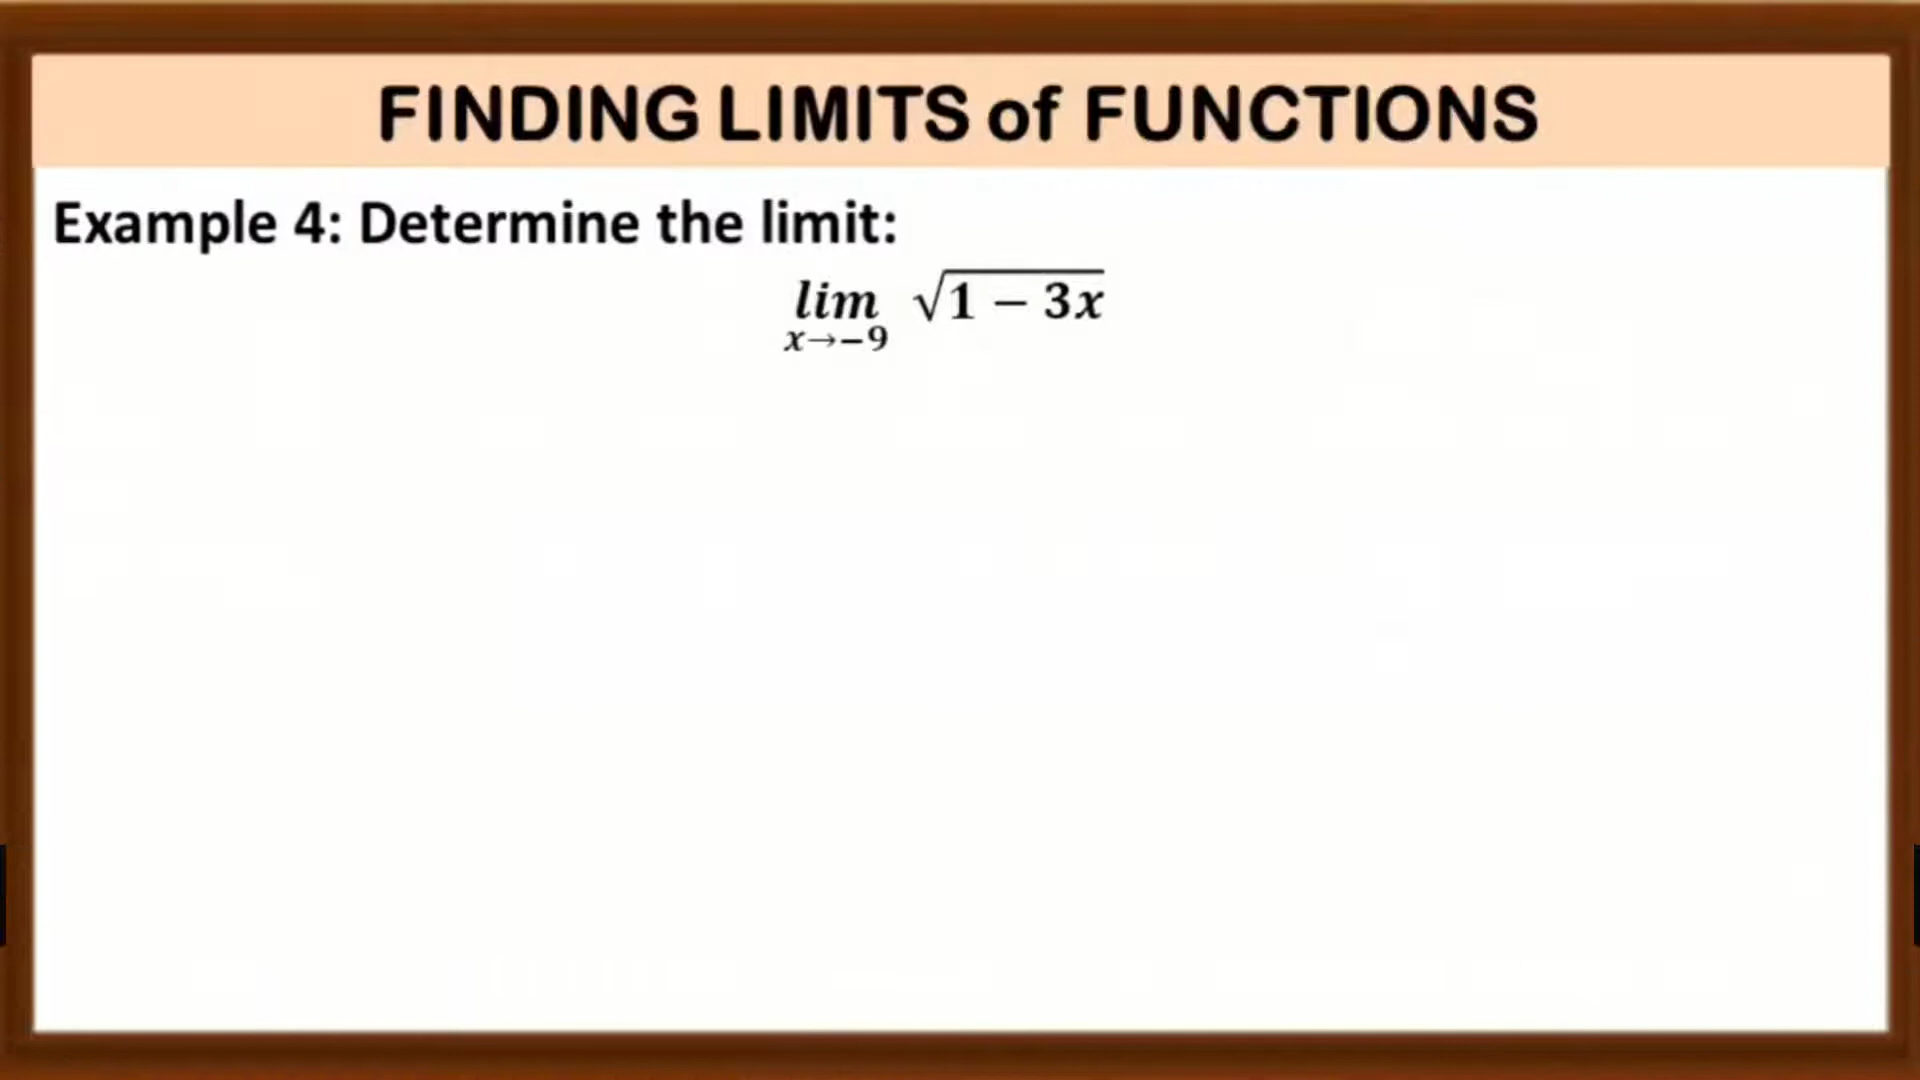 FINDING LIMITS of FUNCTIONS
Example 4: Determine the limit:
lim √1 − 3x
x→−9